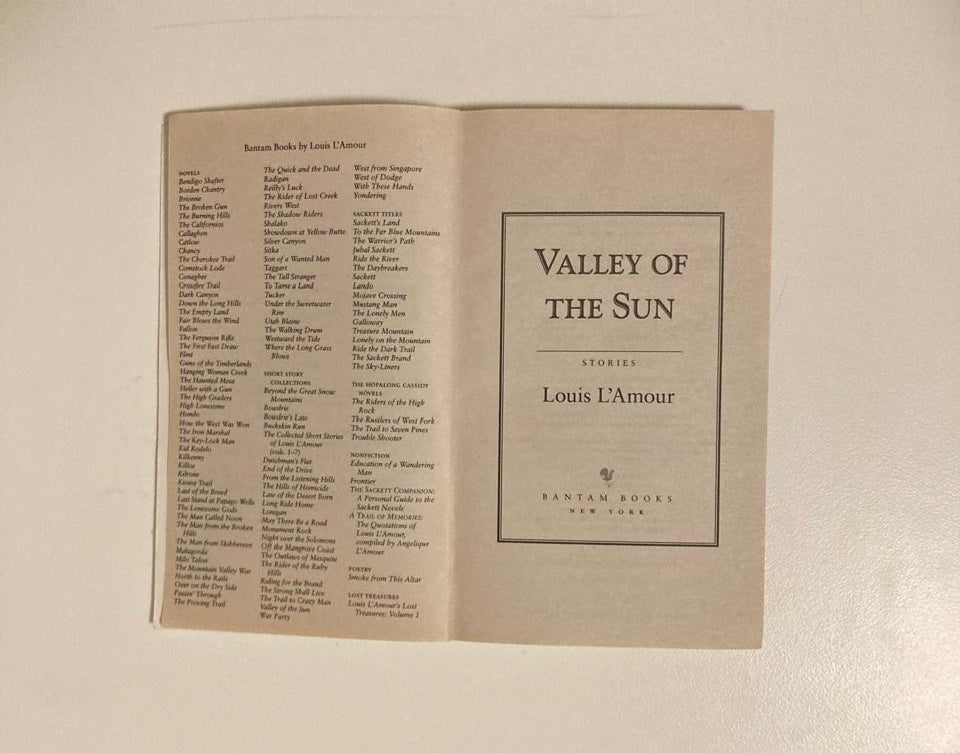 Bantam Books by Louis L'Amour
NOVELS
Bendigo Shafter
Borden Chantry
Brionne
The Broken Gun
The Burning Hills
The Californios
Callaghen
Catlow
Chancy
The Cherokee Trail
Comstock Lode
Conagher
Crossfire Trail
Dark Canyon
Down the Long Hills
The Empty Land
Fair Blows the Wind
Fallon
The Ferguson Rifle
The First Fast Draw
Flint
Guns of the Timberlands
Hanging Woman Creek
The Haunted Mesa
Heller with a Gun
The High Graders
High Lonesome
Hondo
How the West Was Won
The Iron Marshal
The Key-Lock Man
Kid Rodelo
Kilkenny
Killoe
Kilrone
Kiowa Trail
Last of the Breed
Last Stand at Papago Wells
The Lonesome Gods
The Man Called Noon
The Man from the Broken
Hills
The Man from Skibbereen
Matagorda
Milo Talon
The Mountain Valley War
North to the Rails
Over on the Dry Side
Passin' Through
The Proving Trail
The Quick and the Dead
Radigan
Reilly's Luck
The Rider of Lost Creek
Rivers West
The Shadow Riders
Shalako
Showdown at Yellow Butte
Silver Canyon
Sitka
Son of a Wanted Man
Taggart
The Tall Stranger
To Tame a Land
Tucker
Under the Sweetwater
Rim
Utah Blaine
The Walking Drum
Westward the Tide
Where the Long Grass
Blows
SHORT STORY
COLLECTIONS
Beyond the Great Snow
Mountains
Bowdrie
Bowdrie's Law
Buckskin Run
The Collected Short Stories
of Louis L'Amour
(vols. 1–7)
Dutchman's Flat
End of the Drive
From the Listening Hills
The Hills of Homicide
Law of the Desert Born
Long Ride Home
Lonigan
May There Be a Road
Monument Rock
Night over the Solomons
Off the Mangrove Coast
The Outlaws of Mesquite
The Rider of the Ruby
Hills
Riding for the Brand
The Strong Shall Live
The Trail to Crazy Man
Valley of the Sun
War Party
West from Singapore
West of Dodge
With These Hands
Yondering
SACKETT TITLES
Sackett's Land
To the Far Blue Mountains
The Warrior's Path
Jubal Sackett
Ride the River
The Daybreakers
Sackett
Lando
Mojave Crossing
Mustang Man
The Lonely Men
Galloway
Treasure Mountain
Lonely on the Mountain
Ride the Dark Trail
The Sackett Brand
The Sky-Liners
THE HOPALONG CASSIDY
NOVELS
The Riders of the High
Rock
The Rustlers of West Fork
The Trail to Seven Pines
Trouble Shooter
NONFICTION
Education of a Wandering
Man
Frontier
THE SACKETT COMPANION:
A Personal Guide to the
Sackett Novels
A TRAIL OF MEMORIES:
The Quotations of
Louis L'Amour,
compiled by Angelique
L'Amour
POETRY
Smoke from This Altar
LOST TREASURES
Louis L'Amour's Lost
Treasures: Volume 1
VALLEY OF
THE SUN
STORIES
Louis L'Amour
BANTAM BOOKS
NEW YORK